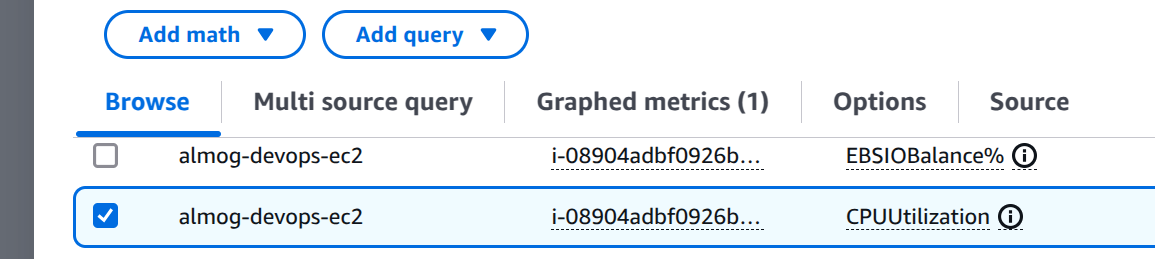 Add math Add query
Browse Multi source query Graphed metrics (1) Options Source
almog-devops-ec2 i-08904adbf0926b... EBSIOBalance%
almog-devops-ec2 i-08904adbf0926b... CPUUtilization